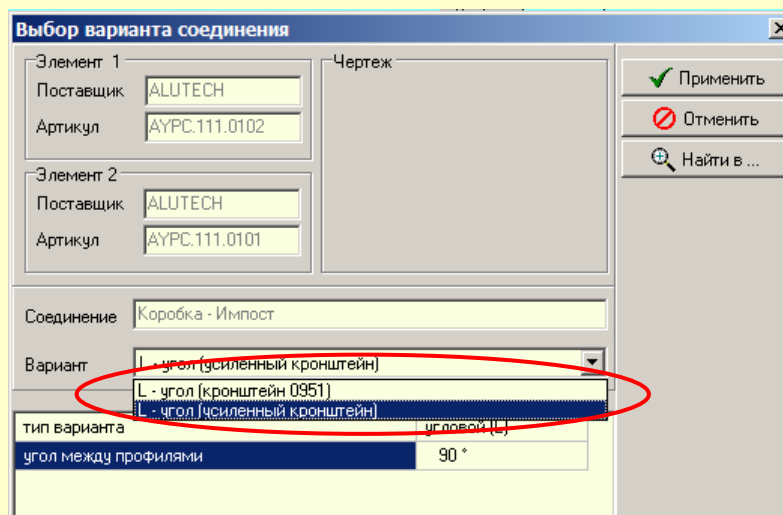 Выбор варианта соединения
Элемент 1
Поставщик ALUTECH
Артикул AYPC.111.0102
Элемент 2
Поставщик ALUTECH
Артикул AYPC.111.0101
Чертеж
Применить
Отменить
Найти в ...
Соединение Коробка - Импост
Вариант L - угол (усиленный кронштейн)
L - угол (кронштейн 0951)
L - угол (усиленный кронштейн)
тип варианта угловой (L)
угол между профилями 90 °